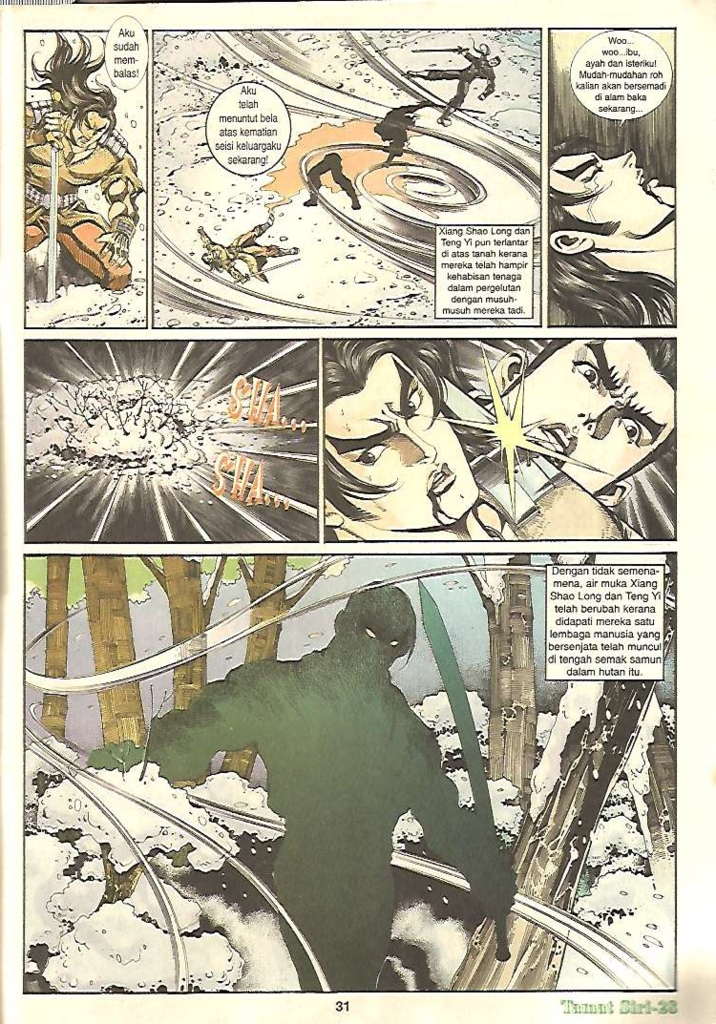 Aku
sudah
mem-
balas!
Aku
telah
menuntut bela
atas kematian
seisi keluargaku
sekarang!
Xiang Shao Long dan
Teng Yi pun terlantar
di atas tanah kerana
mereka telah hampir
kehabisan tenaga
dalam pergelutan
dengan musuh-
musuh mereka tadi.
Woo...
woo...ibu,
ayah dan isteriku!
Mudah-mudahan roh
kalian akan bersemadi
di alam baka
sekarang...
SWA...
SWA...
Dengan tidak semena-
mena, air muka Xiang
Shao Long dan Teng Yi
telah berubah kerana
didapati mereka satu
lembaga manusia yang
bersenjata telah muncul
di tengah semak samun
dalam hutan itu.
31
Tamat Siri-28